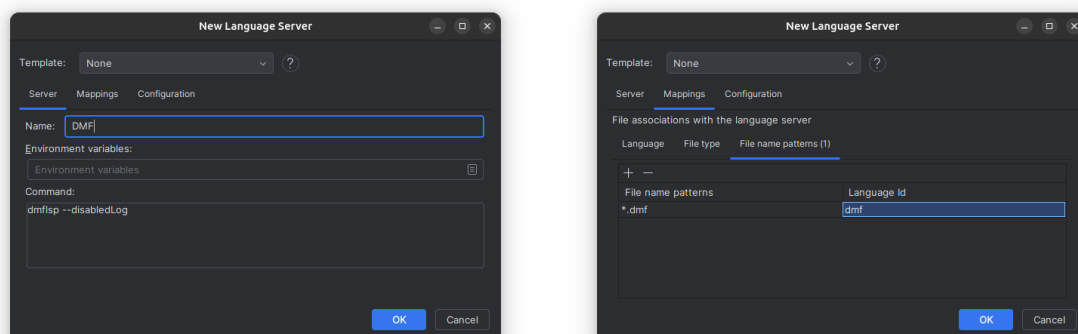 New Language Server
Template: None ?
Server Mappings Configuration
Name: DMF
Environment variables:
Environment variables
Command:
dmflsp --disabledLog
OK Cancel
New Language Server
Template: None ?
Server Mappings Configuration
File associations with the language server
Language File type File name patterns (1)
File name patterns Language Id
*.dmf dmf
OK Cancel